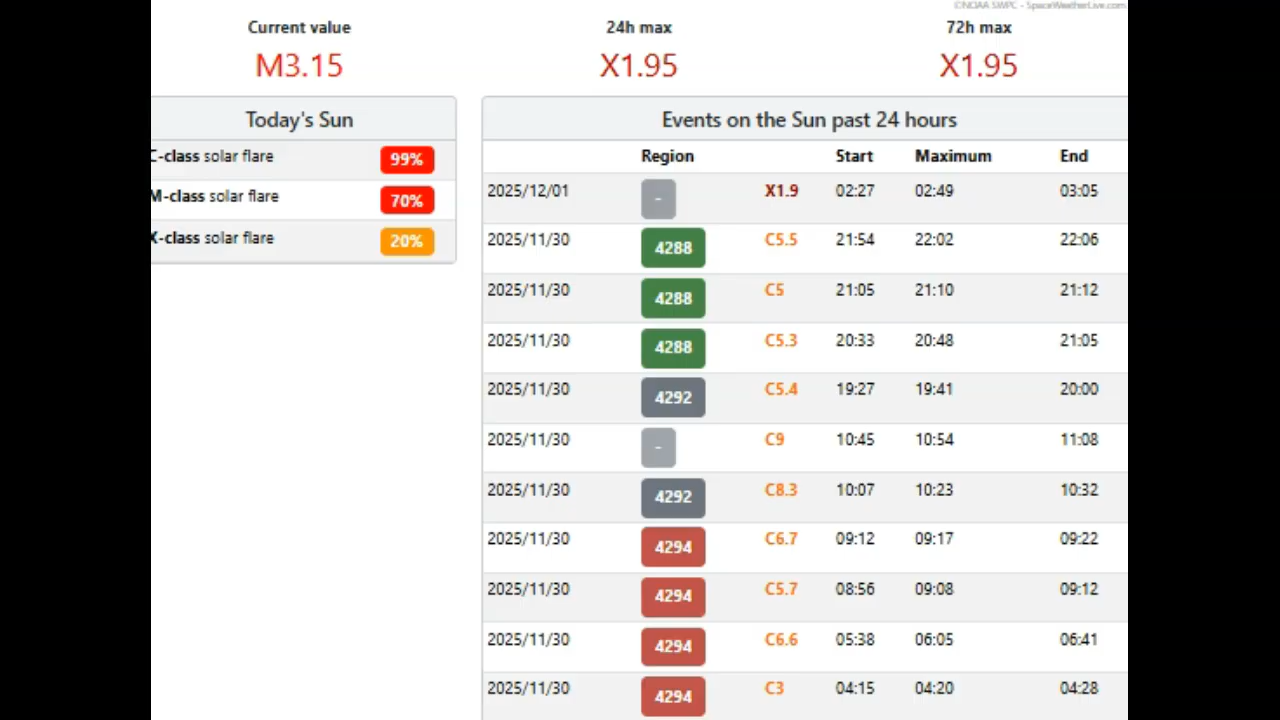 ©NOAA SWPC - SpaceWeatherLive.com
Current value 24h max 72h max
M3.15 X1.95 X1.95
Today's Sun
C-class solar flare 99%
M-class solar flare 70%
X-class solar flare 20%
Events on the Sun past 24 hours
Region Start Maximum End
2025/12/01 - X1.9 02:27 02:49 03:05
2025/11/30 4288 C5.5 21:54 22:02 22:06
2025/11/30 4288 C5 21:05 21:10 21:12
2025/11/30 4288 C5.3 20:33 20:48 21:05
2025/11/30 4292 C5.4 19:27 19:41 20:00
2025/11/30 - C9 10:45 10:54 11:08
2025/11/30 4292 C8.3 10:07 10:23 10:32
2025/11/30 4294 C6.7 09:12 09:17 09:22
2025/11/30 4294 C5.7 08:56 09:08 09:12
2025/11/30 4294 C6.6 05:38 06:05 06:41
2025/11/30 4294 C3 04:15 04:20 04:28